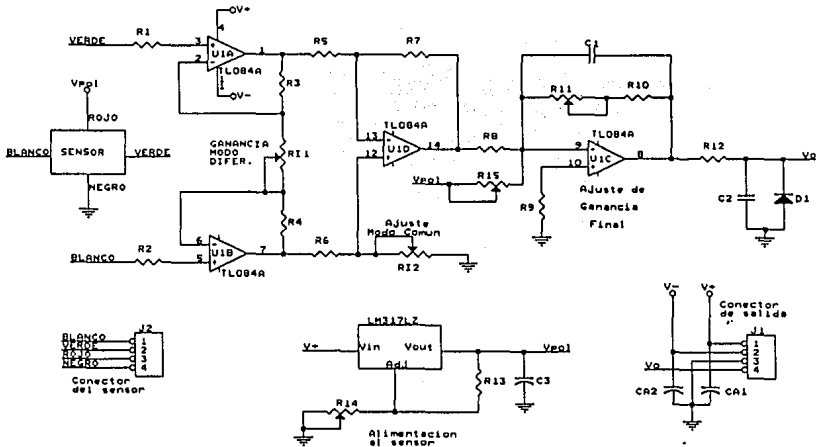 V+
4
VERDE
R1
3
U1A
1
2
TL084A
V-
R5
R7
C1
R3
R11
R10
Vpol
ROJO
BLANCO
SENSOR
VERDE
NEGRO
GANANCIA
MODO
DIFER.
RI1
13
TL084A
12
U1D
14
R8
TL084A
9
10
U1C
8
R12
Vo
Vpol
R15
R9
Ajuste de
Ganancia
Final
C2
D1
R4
6
U1B
7
5
TL084A
BLANCO
R2
R6
Ajuste
Modo Comun
RI2
J2
BLANCO 1
VERDE 2
ROJO 3
NEGRO 4
Conector
del sensor
LM317LZ
V+
Vin
Vout
Vpol
Adj
R13
C3
R14
Alimentacion
al sensor
V-
V+
Conector
de salida
J1
1
2
3
Vo 4
CA2
CA1